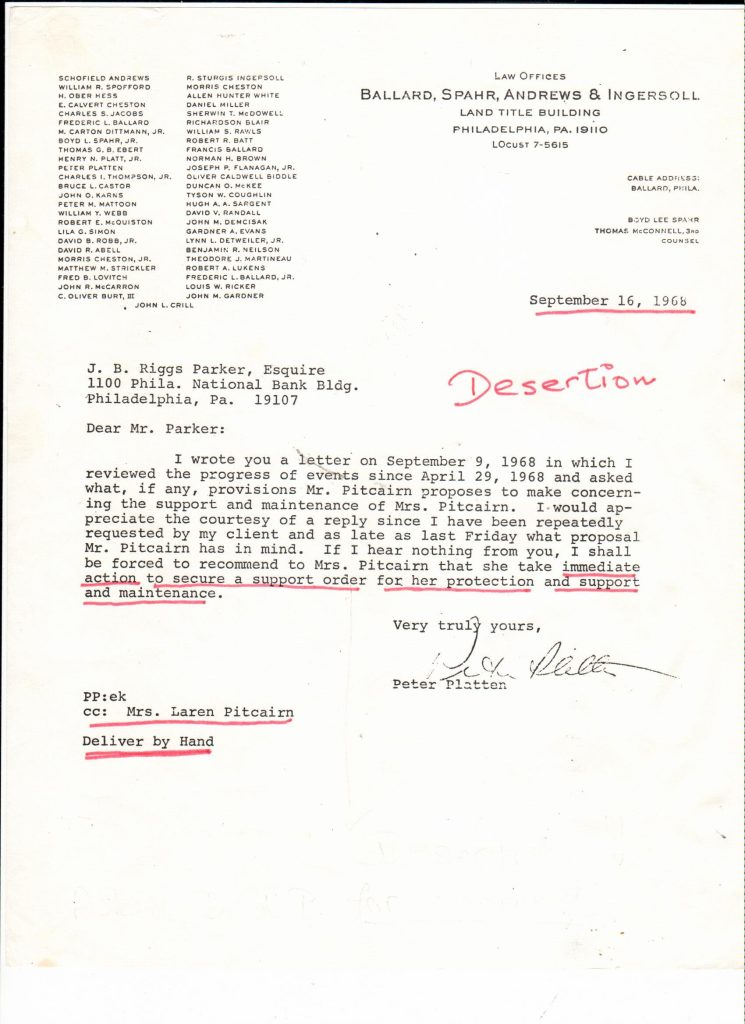 SCHOFIELD ANDREWS
WILLIAM R. SPOFFORD
H. OBER HESS
E. CALVERT CHESTON
CHARLES S. JACOBS
FREDERIC L. BALLARD
M. CARTON DITTMANN, JR.
BOYD L. SPAHR, JR.
THOMAS G. B. EBERT
HENRY N. PLATT, JR.
PETER PLATTEN
CHARLES I. THOMPSON, JR.
BRUCE L. CASTOR
JOHN O. KARNS
PETER M. MATTOON
WILLIAM Y. WEBB
ROBERT E. McQUISTON
LILA G. SIMON
DAVID B. ROBB, JR.
DAVID R. ABELL
MORRIS CHESTON, JR.
MATTHEW M. STRICKLER
FRED B. LOVITCH
JOHN R. McCARRON
C. OLIVER BURT, III
R. STURGIS INGERSOLL
MORRIS CHESTON
ALLEN HUNTER WHITE
DANIEL MILLER
SHERWIN T. McDOWELL
RICHARDSON BLAIR
WILLIAM S. RAWLS
ROBERT R. BATT
FRANCIS BALLARD
NORMAN H. BROWN
JOSEPH P. FLANAGAN, JR.
OLIVER CALDWELL BIDDLE
DUNCAN O. McKEE
TYSON W. COUGHLIN
HUGH A. A. SARGENT
DAVID V. RANDALL
JOHN M. DEMCISAK
GARDNER A. EVANS
LYNN L. DETWEILER, JR.
BENJAMIN R. NEILSON
THEODORE J. MARTINEAU
ROBERT A. LUKENS
FREDERIC L. BALLARD, JR.
LOUIS W. RICKER
JOHN M. GARDNER
JOHN L. CRILL
LAW OFFICES
BALLARD, SPAHR, ANDREWS & INGERSOLL
LAND TITLE BUILDING
PHILADELPHIA, PA. 19110
LOcust 7-5615
CABLE ADDRESS:
BALLARD, PHILA.
BOYD LEE SPAHR
THOMAS McCONNELL, 3RD
COUNSEL
September 16, 1968
J. B. Riggs Parker, Esquire
1100 Phila. National Bank Bldg.
Philadelphia, Pa. 19107
Desertion
Dear Mr. Parker:
I wrote you a letter on September 9, 1968 in which I
reviewed the progress of events since April 29, 1968 and asked
what, if any, provisions Mr. Pitcairn proposes to make concern-
ing the support and maintenance of Mrs. Pitcairn. I would ap-
preciate the courtesy of a reply since I have been repeatedly
requested by my client and as late as last Friday what proposal
Mr. Pitcairn has in mind. If I hear nothing from you, I shall
be forced to recommend to Mrs. Pitcairn that she take immediate
action to secure a support order for her protection and support
and maintenance.
Very truly yours,
Peter Platten
Peter Platten
PP:ek
cc: Mrs. Laren Pitcairn
Deliver by Hand